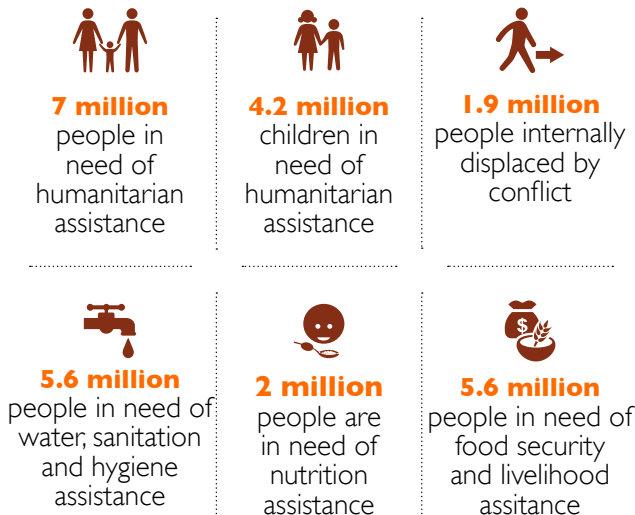 7 million
people in
need of
humanitarian
assistance
4.2 million
children in
need of
humanitarian
assistance
1.9 million
people internally
displaced by
conflict
5.6 million
people in need of
water, sanitation
and hygiene
assistance
2 million
people are
in need of
nutrition
assistance
$
5.6 million
people in need of
food security
and livelihood
assitance